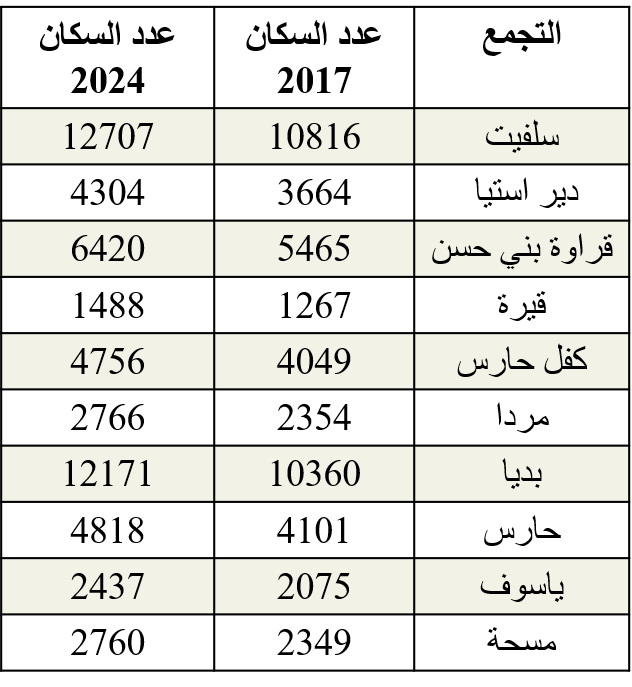 التجمع عدد السكان 2017 عدد السكان 2024
سلفيت 10816 12707
دير استيا 3664 4304
قراوة بني حسن 5465 6420
قيرة 1267 1488
كفل حارس 4049 4756
مردا 2354 2766
بديا 10360 12171
حارس 4101 4818
ياسوف 2075 2437
مسحة 2349 2760